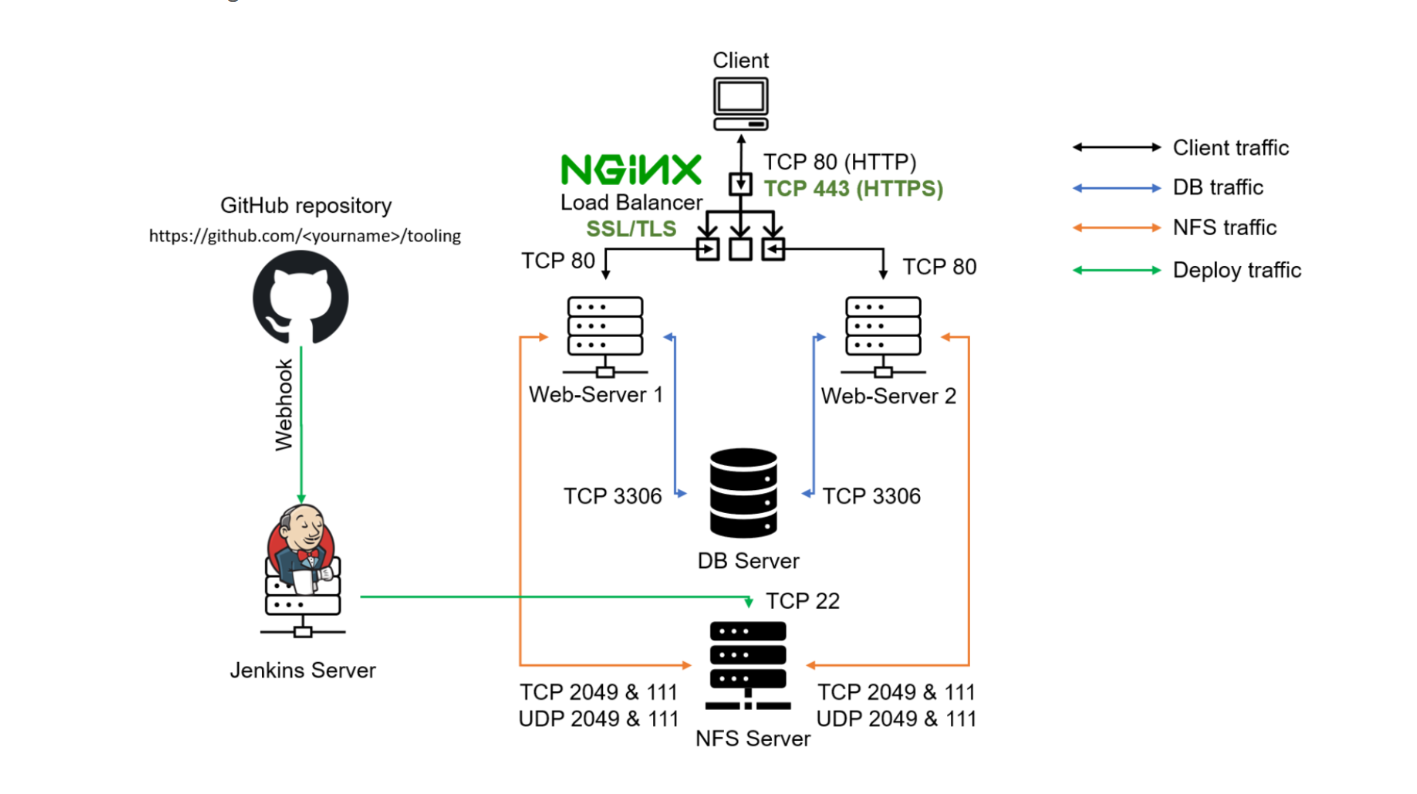 Client
NGINX
TCP 80 (HTTP)
TCP 443 (HTTPS)
Load Balancer
SSL/TLS
Client traffic
DB traffic
NFS traffic
Deploy traffic
GitHub repository
https://github.com/<yourname>/tooling
TCP 80
TCP 80
Webhook
Web-Server 1
Web-Server 2
TCP 3306
TCP 3306
DB Server
TCP 22
Jenkins Server
TCP 2049 & 111
UDP 2049 & 111
TCP 2049 & 111
UDP 2049 & 111
NFS Server